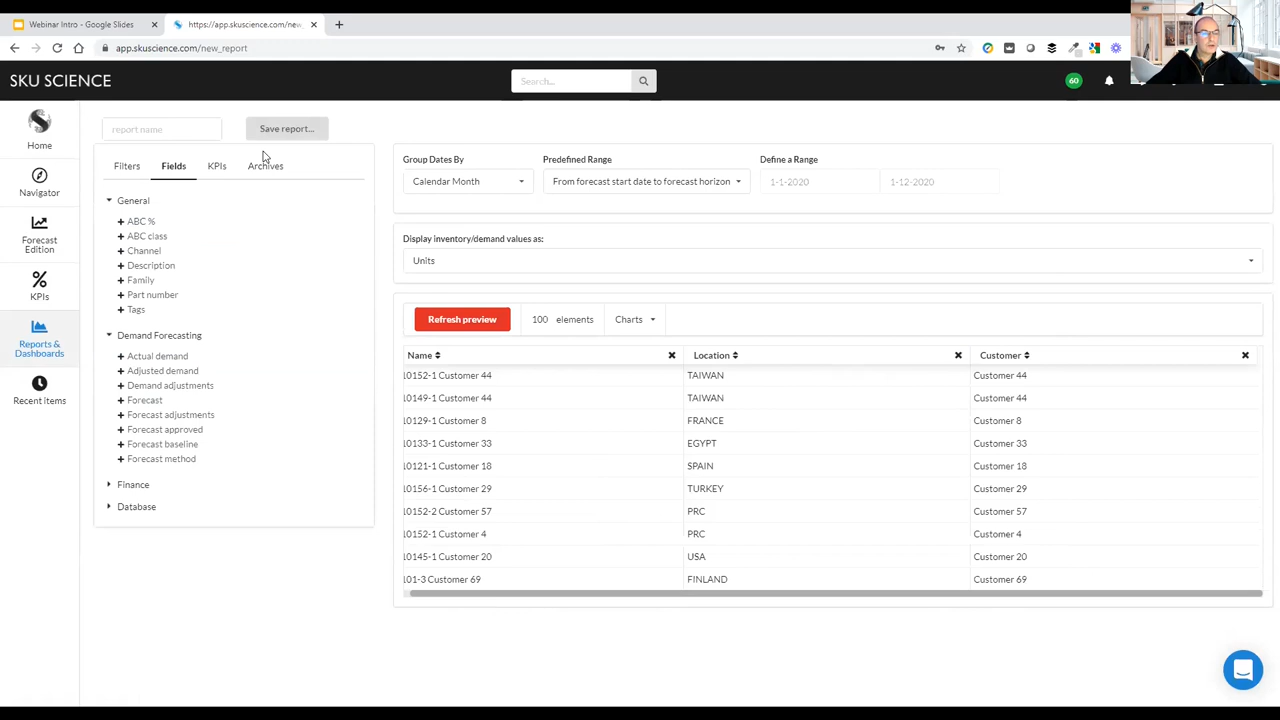 Webinar Intro - Google Slides
https://app.skuscience.com/new_
app.skuscience.com/new_report
SKU SCIENCE
Search...
60
Home
Navigator
Forecast
Edition
KPIs
Reports &
Dashboards
Recent items
report name
Save report...
Filters Fields KPIs Archives
General
ABC %
ABC class
Channel
Description
Family
Part number
Tags
Demand Forecasting
Actual demand
Adjusted demand
Demand adjustments
Forecast
Forecast adjustments
Forecast approved
Forecast baseline
Forecast method
Finance
Database
Group Dates By Predefined Range Define a Range
Calendar Month From forecast start date to forecast horizon 1-1-2020 1-12-2020
Display inventory/demand values as:
Units
Refresh preview 100 elements Charts
Name Location Customer
10152-1 Customer 44 TAIWAN Customer 44
10149-1 Customer 44 TAIWAN Customer 44
10129-1 Customer 8 FRANCE Customer 8
10133-1 Customer 33 EGYPT Customer 33
10121-1 Customer 18 SPAIN Customer 18
10156-1 Customer 29 TURKEY Customer 29
10152-2 Customer 57 PRC Customer 57
10152-1 Customer 4 PRC Customer 4
10145-1 Customer 20 USA Customer 20
101-3 Customer 69 FINLAND Customer 69